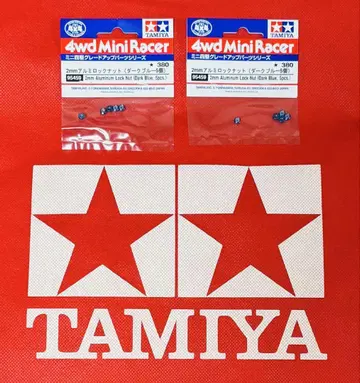 4wd Mini Racer
TAMIYA
ミニ四駆グレードアップパーツシリーズ
2mmアルミロックナット (ダークブルー5個)
★ 380
95459 2mm Aluminum Lock Nut (Dark Blue, 5pcs.)
4wd Mini Racer
TAMIYA
ミニ四駆グレードアップパーツシリーズ
2mmアルミロックナット (ダークブルー5個)
★ 380
95459 2mm Aluminum Lock Nut (Dark Blue, 5pcs.)
TAMIYA